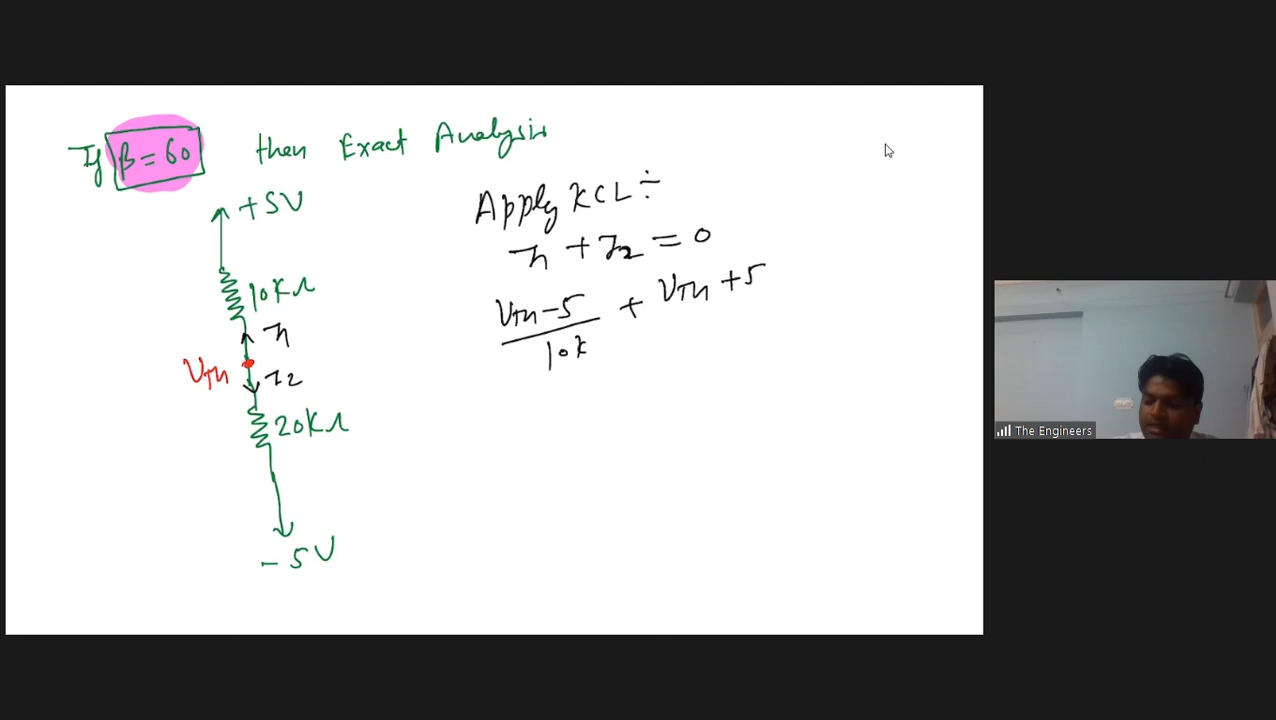 If β = 60 then Exact Analysis
+5V
10KΩ
I1
VTh
I2
20KΩ
-5V
Apply KCL ÷
I1 + I2 = 0
VTh-5 / 10K + VTh+5
The Engineers